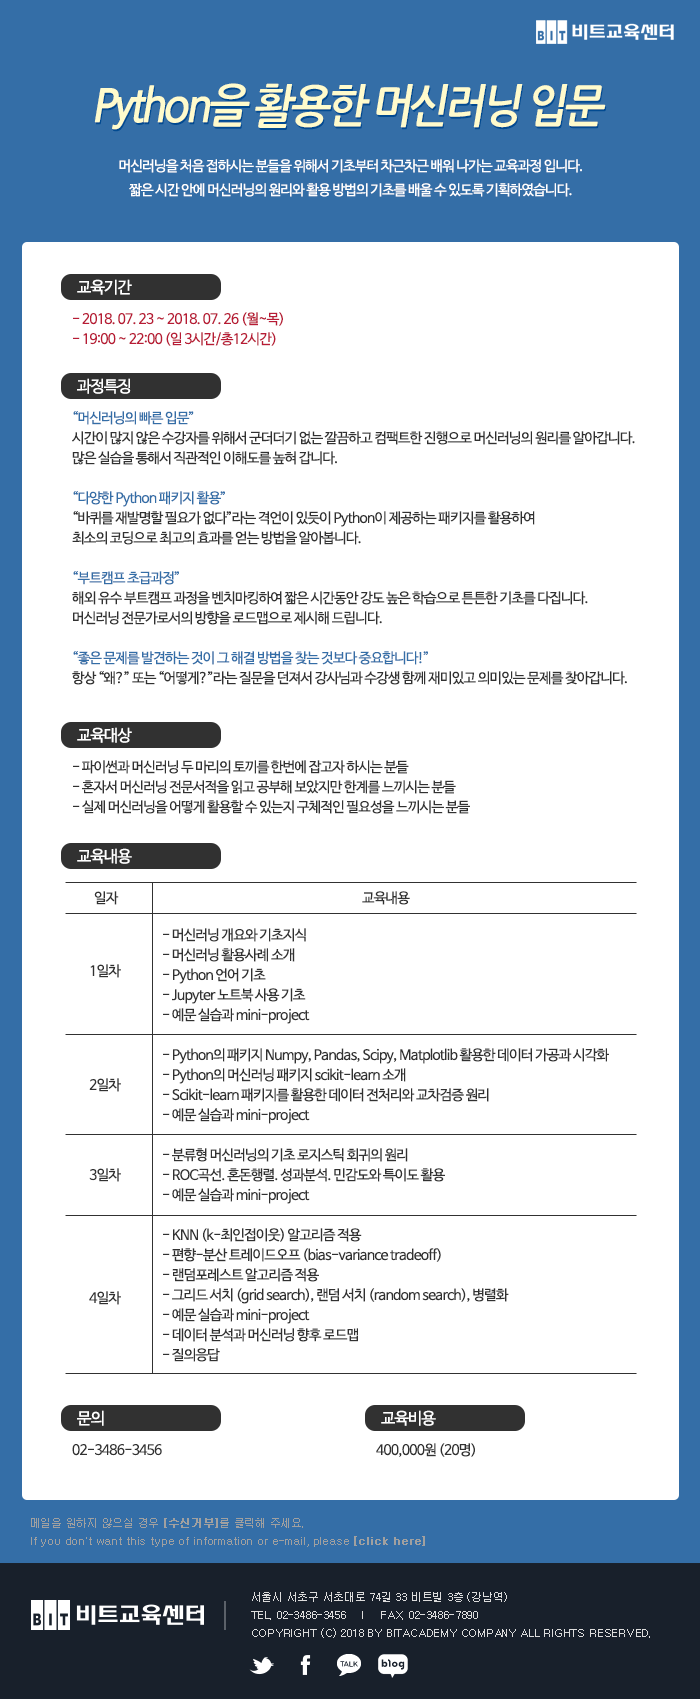 BIT 비트교육센터
Python을 활용한 머신러닝 입문
머신러닝을 처음 접하시는 분들을 위해서 기초부터 차근차근 배워 나가는 교육과정 입니다.
짧은 시간 안에 머신러닝의 원리와 활용 방법의 기초를 배울 수 있도록 기획하였습니다.
교육기간
- 2018. 07. 23 ~ 2018. 07. 26 (월~목)
- 19:00 ~ 22:00 (일 3시간/총12시간)
과정특징
“머신러닝의 빠른 입문”
시간이 많지 않은 수강자를 위해서 군더더기 없는 깔끔하고 컴팩트한 진행으로 머신러닝의 원리를 알아갑니다.
많은 실습을 통해서 직관적인 이해도를 높혀 갑니다.
“다양한 Python 패키지 활용”
“바퀴를 재발명할 필요가 없다”라는 격언이 있듯이 Python이 제공하는 패키지를 활용하여
최소의 코딩으로 최고의 효과를 얻는 방법을 알아봅니다.
“부트캠프 초급과정”
해외 유수 부트캠프 과정을 벤치마킹하여 짧은 시간동안 강도 높은 학습으로 튼튼한 기초를 다집니다.
머신러닝 전문가로서의 방향을 로드맵으로 제시해 드립니다.
“좋은 문제를 발견하는 것이 그 해결 방법을 찾는 것보다 중요합니다!”
항상 “왜?” 또는 “어떻게?”라는 질문을 던져서 강사님과 수강생 함께 재미있고 의미있는 문제를 찾아갑니다.
교육대상
- 파이썬과 머신러닝 두 마리의 토끼를 한번에 잡고자 하시는 분들
- 혼자서 머신러닝 전문서적을 읽고 공부해 보았지만 한계를 느끼시는 분들
- 실제 머신러닝을 어떻게 활용할 수 있는지 구체적인 필요성을 느끼시는 분들
교육내용
일자 교육내용
1일차
- 머신러닝 개요와 기초지식
- 머신러닝 활용사례 소개
- Python 언어 기초
- Jupyter 노트북 사용 기초
- 예문 실습과 mini-project
2일차
- Python의 패키지 Numpy, Pandas, Scipy, Matplotlib 활용한 데이터 가공과 시각화
- Python의 머신러닝 패키지 scikit-learn 소개
- Scikit-learn 패키지를 활용한 데이터 전처리와 교차검증 원리
- 예문 실습과 mini-project
3일차
- 분류형 머신러닝의 기초 로지스틱 회귀의 원리
- ROC곡선. 혼돈행렬. 성과분석. 민감도와 특이도 활용
- 예문 실습과 mini-project
4일차
- KNN (k-최인접이웃) 알고리즘 적용
- 편향-분산 트레이드오프 (bias-variance tradeoff)
- 랜덤포레스트 알고리즘 적용
- 그리드 서치 (grid search), 랜덤 서치 (random search), 병렬화
- 예문 실습과 mini-project
- 데이터 분석과 머신러닝 향후 로드맵
- 질의응답
문의
02-3486-3456
교육비용
400,000원 (20명)
메일을 원하지 않으실 경우 [수신거부]를 클릭해 주세요.
If you don't want this type of information or e-mail, please [click here]
BIT 비트교육센터
서울시 서초구 서초대로 74길 33 비트빌 3층 (강남역)
TEL. 02-3486-3456 | FAX. 02-3486-7890
COPYRIGHT (C) 2018 BY BITACADEMY COMPANY ALL RIGHTS RESERVED.
TALK blog